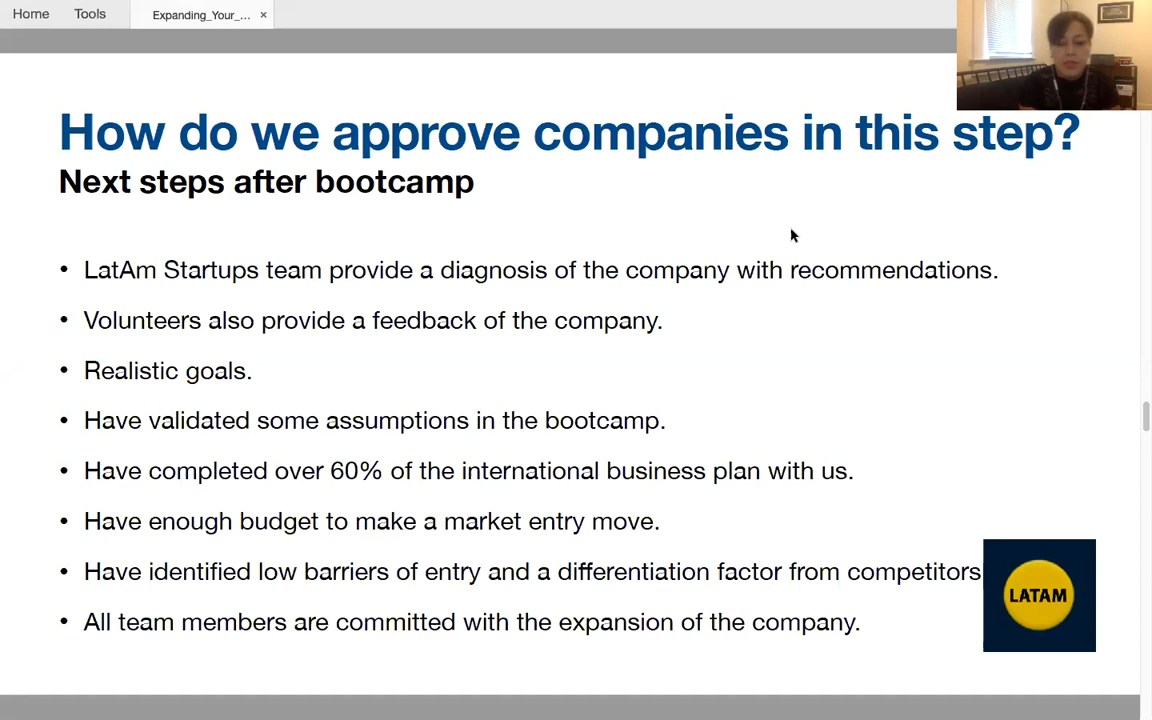 Home Tools Expanding_Your_... ×
How do we approve companies in this step?
Next steps after bootcamp
• LatAm Startups team provide a diagnosis of the company with recommendations.
• Volunteers also provide a feedback of the company.
• Realistic goals.
• Have validated some assumptions in the bootcamp.
• Have completed over 60% of the international business plan with us.
• Have enough budget to make a market entry move.
• Have identified low barriers of entry and a differentiation factor from competitors
LATAM
• All team members are committed with the expansion of the company.